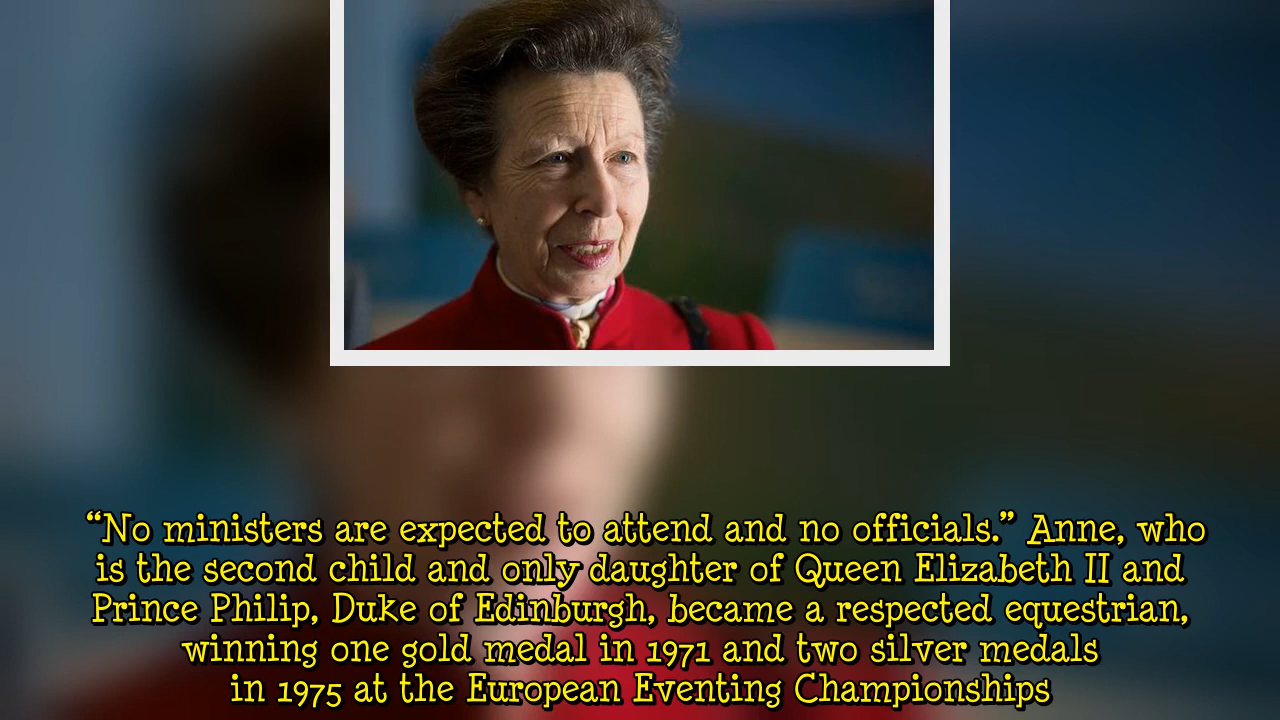 “No ministers are expected to attend and no officials.” Anne, who
is the second child and only daughter of Queen Elizabeth II and
Prince Philip, Duke of Edinburgh, became a respected equestrian,
winning one gold medal in 1971 and two silver medals
in 1975 at the European Eventing Championships